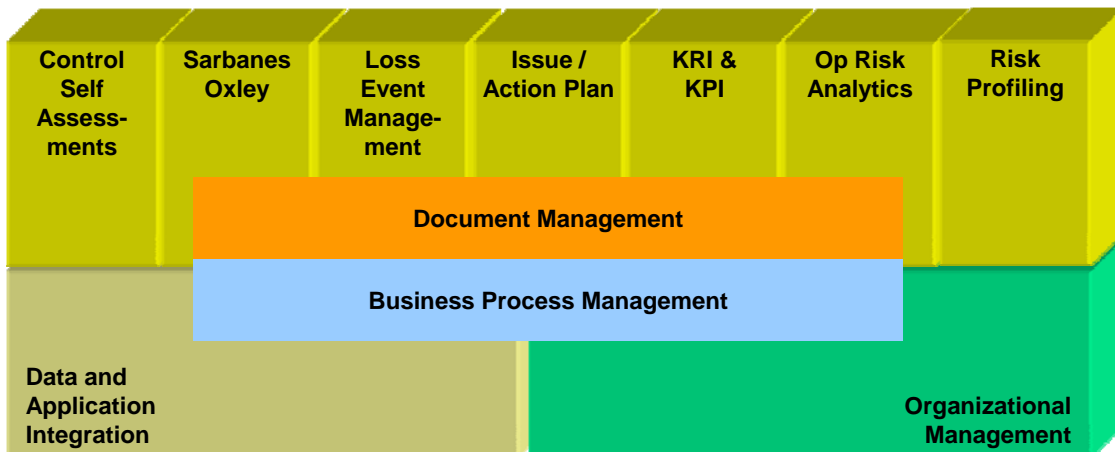 Control
Self
Assess-
ments
Sarbanes
Oxley
Loss
Event
Manage-
ment
Issue /
Action Plan
KRI &
KPI
Op Risk
Analytics
Risk
Profiling
Document Management
Business Process Management
Data and
Application
Integration
Organizational
Management